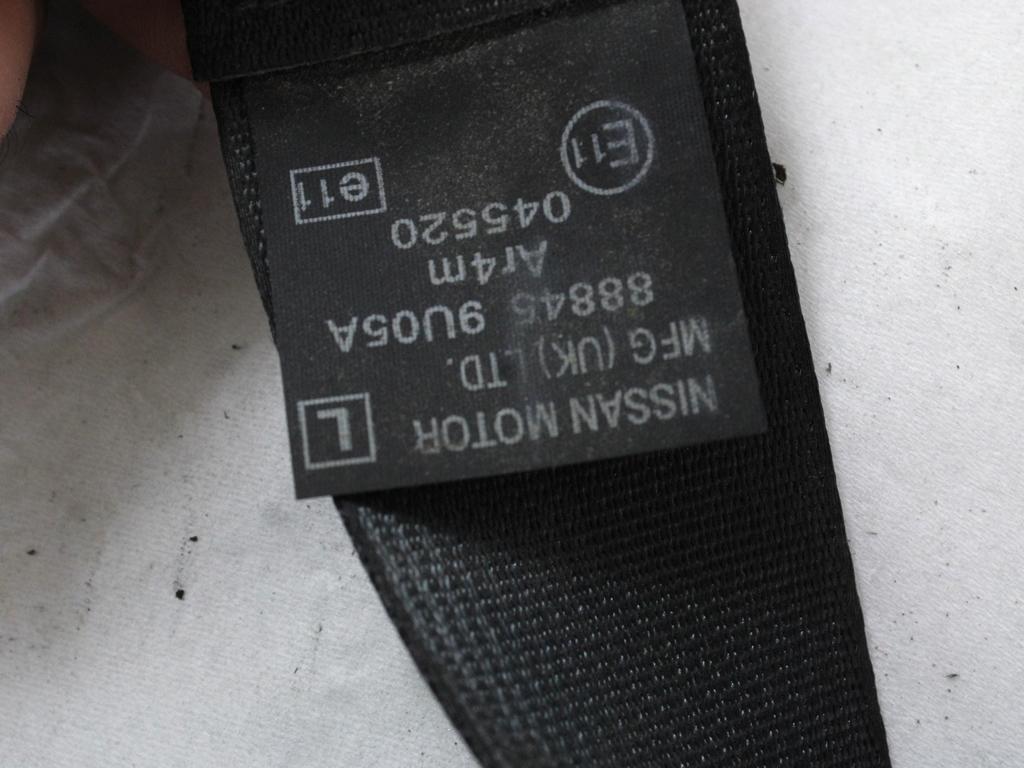 NISSAN MOTOR L
MFG (UK) LTD.
88845 9U05A
Ar4m
045520
E11 e11